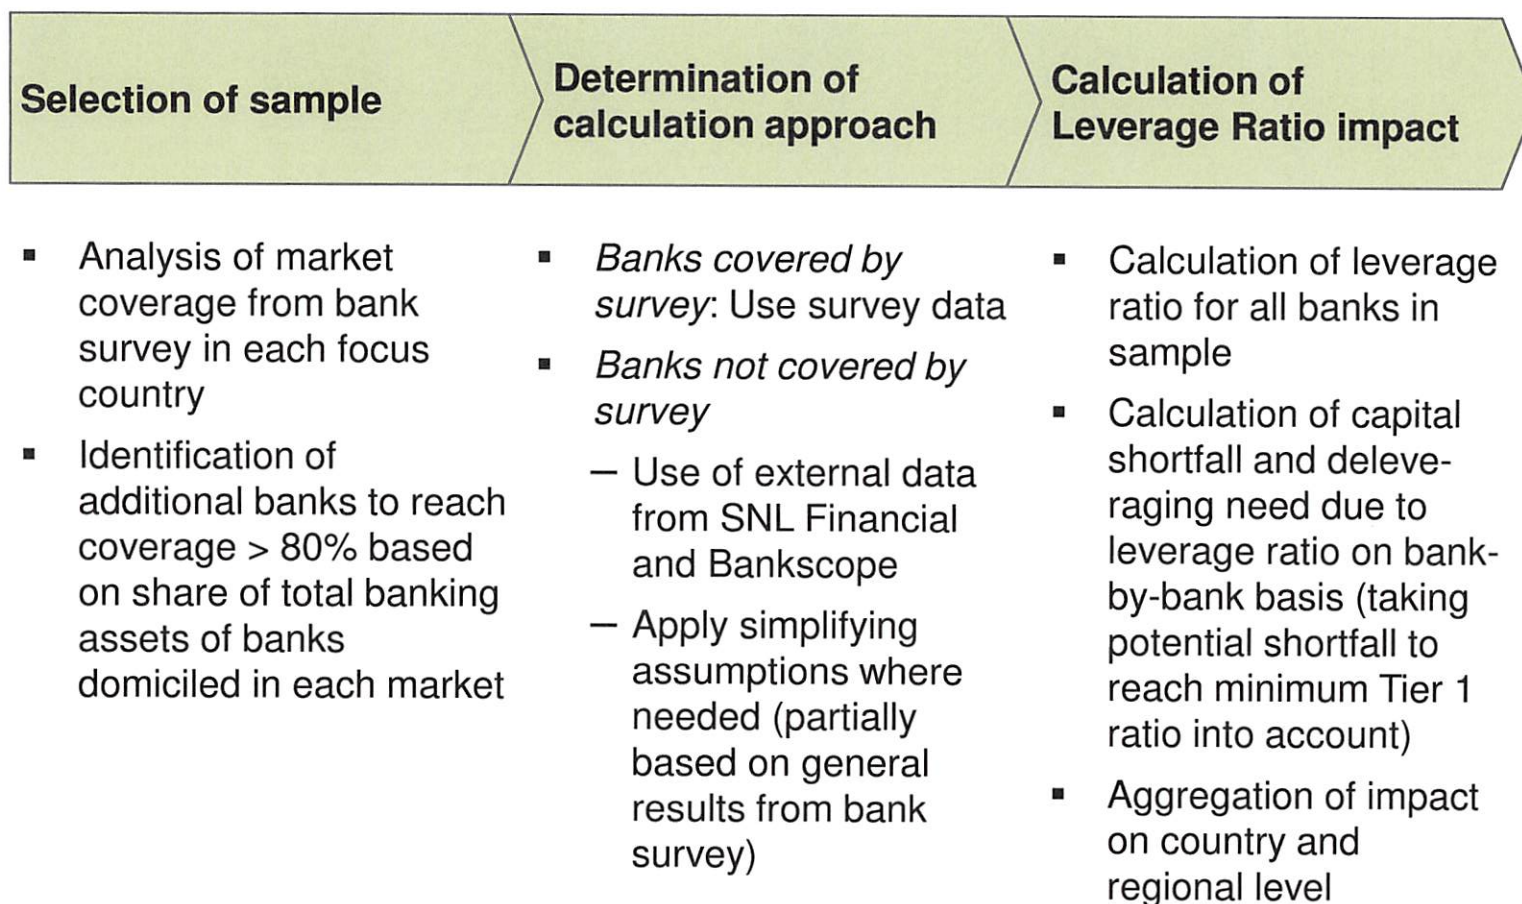 Selection of sample
Determination of
calculation approach
Calculation of
Leverage Ratio impact
▪ Analysis of market
coverage from bank
survey in each focus
country
▪ Identification of
additional banks to reach
coverage > 80% based
on share of total banking
assets of banks
domiciled in each market
▪ Banks covered by
survey: Use survey data
▪ Banks not covered by
survey
– Use of external data
from SNL Financial
and Bankscope
– Apply simplifying
assumptions where
needed (partially
based on general
results from bank
survey)
▪ Calculation of leverage
ratio for all banks in
sample
▪ Calculation of capital
shortfall and deleve-
raging need due to
leverage ratio on bank-
by-bank basis (taking
potential shortfall to
reach minimum Tier 1
ratio into account)
▪ Aggregation of impact
on country and
regional level